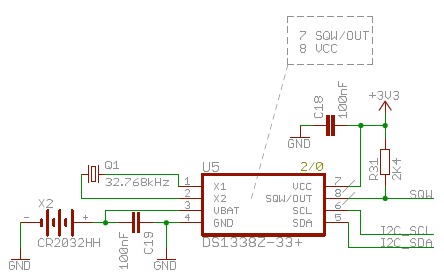 7 SQW/OUT
8 VCC
C18
100nF
+3V3
GND
Q1
32.768kHz
U5
2/0
R31
2K4
1 X1 VCC 7
2 X2 SQW/OUT 8
3 VBAT SCL 6
4 GND SDA 5
SQW
I2C_SCL
I2C_SDA
X2
- +
CR2032HH
100nF
C19
DS1338Z-33+
GND
GND